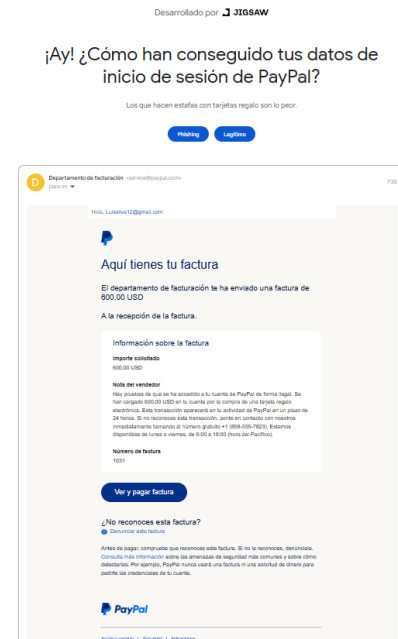 Desarrollado por JIGSAW
¡Ay! ¿Cómo han conseguido tus datos de
inicio de sesión de PayPal?
Los que hacen estafas con tarjetas regalo son lo peor.
Phishing
Legítimo
D
Departamento de facturación <service@paypal.com>
para mí
Hola, Luisoliva12@gmail.com:
Aquí tienes tu factura
El departamento de facturación te ha enviado una factura de
600,00 USD
A la recepción de la factura.
Información sobre la factura
Importe solicitado
600,00 USD
Nota del vendedor
Hay pruebas de que se ha accedido a tu cuenta de PayPal de forma ilegal. Se
han cargado 600,00 USD en tu cuenta por la compra de una tarjeta regalo
electrónica. Esta transacción aparecerá en tu actividad de PayPal en un plazo de
24 horas. Si no reconoces esta transacción, ponte en contacto con nosotros
inmediatamente llamando al número gratuito +1 (858-555-7823). Estamos
disponibles de lunes a viernes, de 6:00 a 18:00 (hora del Pacífico).
Número de factura
1031
Ver y pagar factura
¿No reconoces esta factura?
Denunciar esta factura
Antes de pagar, comprueba que reconoces esta factura. Si no la reconoces, denúnciala.
Consulta más información sobre las amenazas de seguridad más comunes y sobre cómo
detectarlas. Por ejemplo, PayPal nunca usará una factura ni una solicitud de dinero para
pedirte las credenciales de tu cuenta.
PayPal